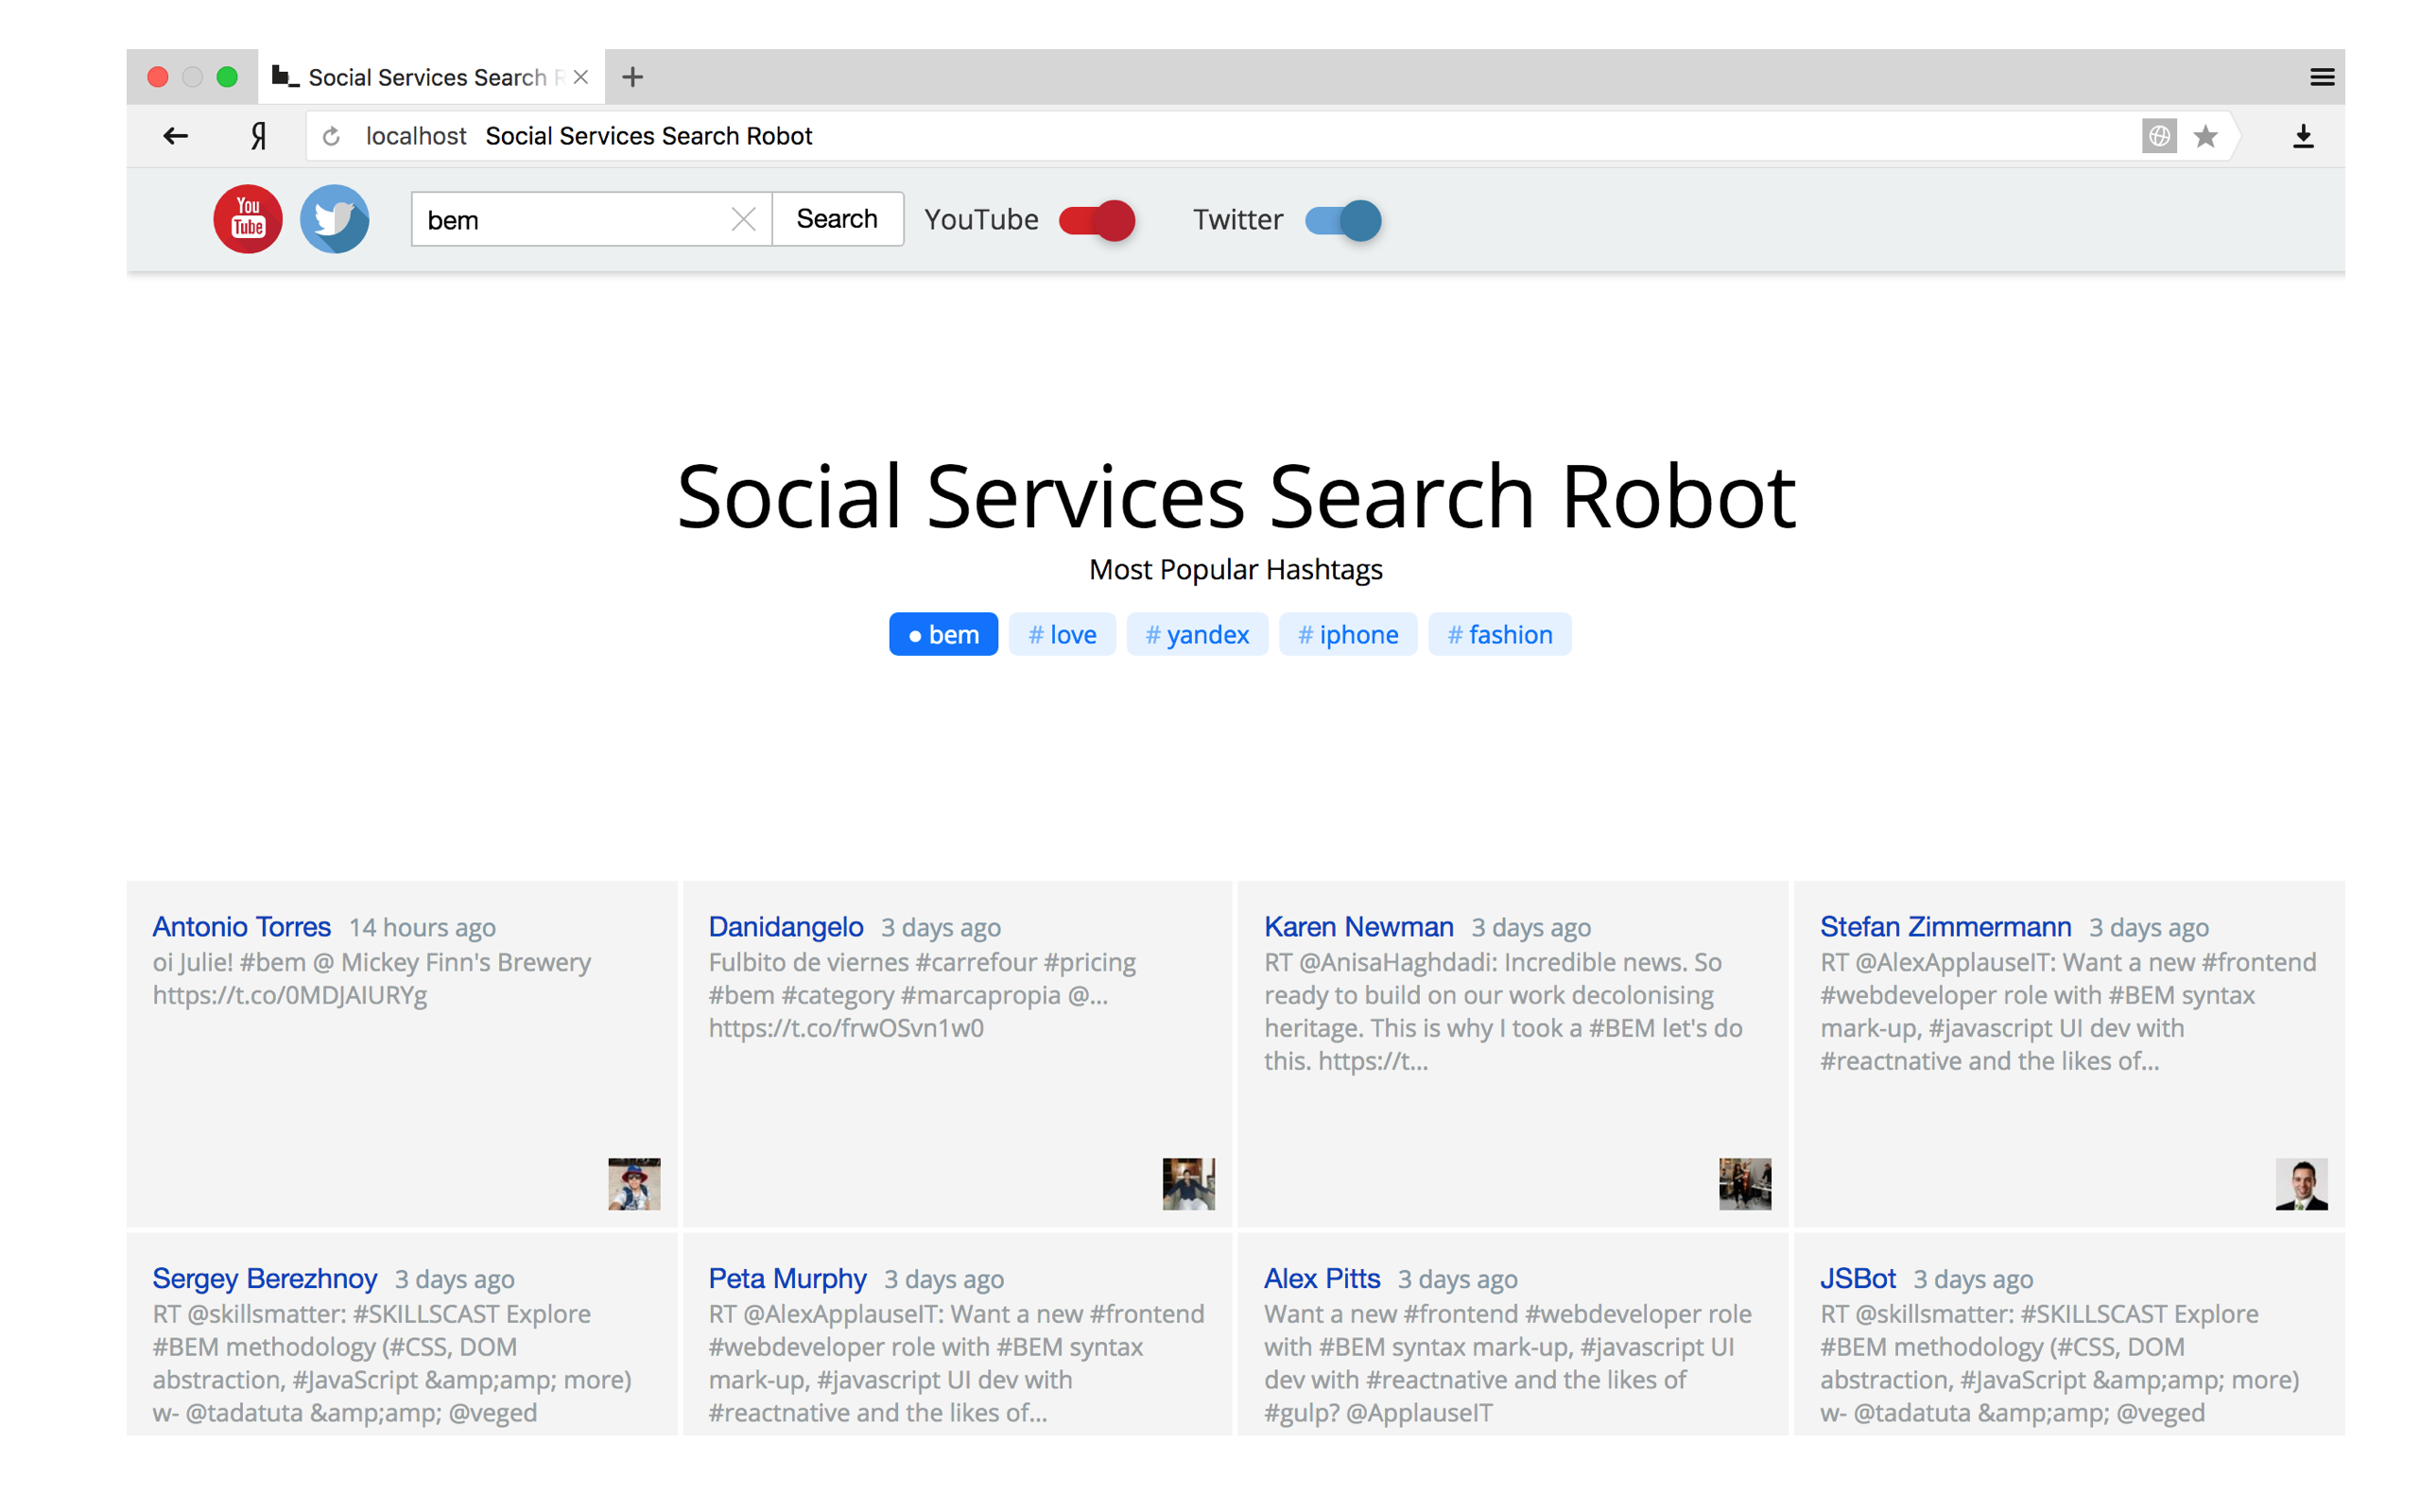 Social Services Search R
Я localhost Social Services Search Robot
You
Tube
bem Search YouTube Twitter
Social Services Search Robot
Most Popular Hashtags
bem # love # yandex # iphone # fashion
Antonio Torres 14 hours ago
oi Julie! #bem @ Mickey Finn's Brewery
https://t.co/0MDJAIURYg
Danidangelo 3 days ago
Fulbito de viernes #carrefour #pricing
#bem #category #marcapropia @...
https://t.co/frwOSvn1w0
Karen Newman 3 days ago
RT @AnisaHaghdadi: Incredible news. So
ready to build on our work decolonising
heritage. This is why I took a #BEM let's do
this. https://t...
Stefan Zimmermann 3 days ago
RT @AlexApplauseIT: Want a new #frontend
#webdeveloper role with #BEM syntax
mark-up, #javascript UI dev with
#reactnative and the likes of...
Sergey Berezhnoy 3 days ago
RT @skillsmatter: #SKILLSCAST Explore
#BEM methodology (#CSS, DOM
abstraction, #JavaScript &amp;amp; more)
w- @tadatuta &amp;amp; @veged
Peta Murphy 3 days ago
RT @AlexApplauseIT: Want a new #frontend
#webdeveloper role with #BEM syntax
mark-up, #javascript UI dev with
#reactnative and the likes of...
Alex Pitts 3 days ago
Want a new #frontend #webdeveloper role
with #BEM syntax mark-up, #javascript UI
dev with #reactnative and the likes of
#gulp? @ApplauseIT
JSBot 3 days ago
RT @skillsmatter: #SKILLSCAST Explore
#BEM methodology (#CSS, DOM
abstraction, #JavaScript &amp;amp; more)
w- @tadatuta &amp;amp; @veged